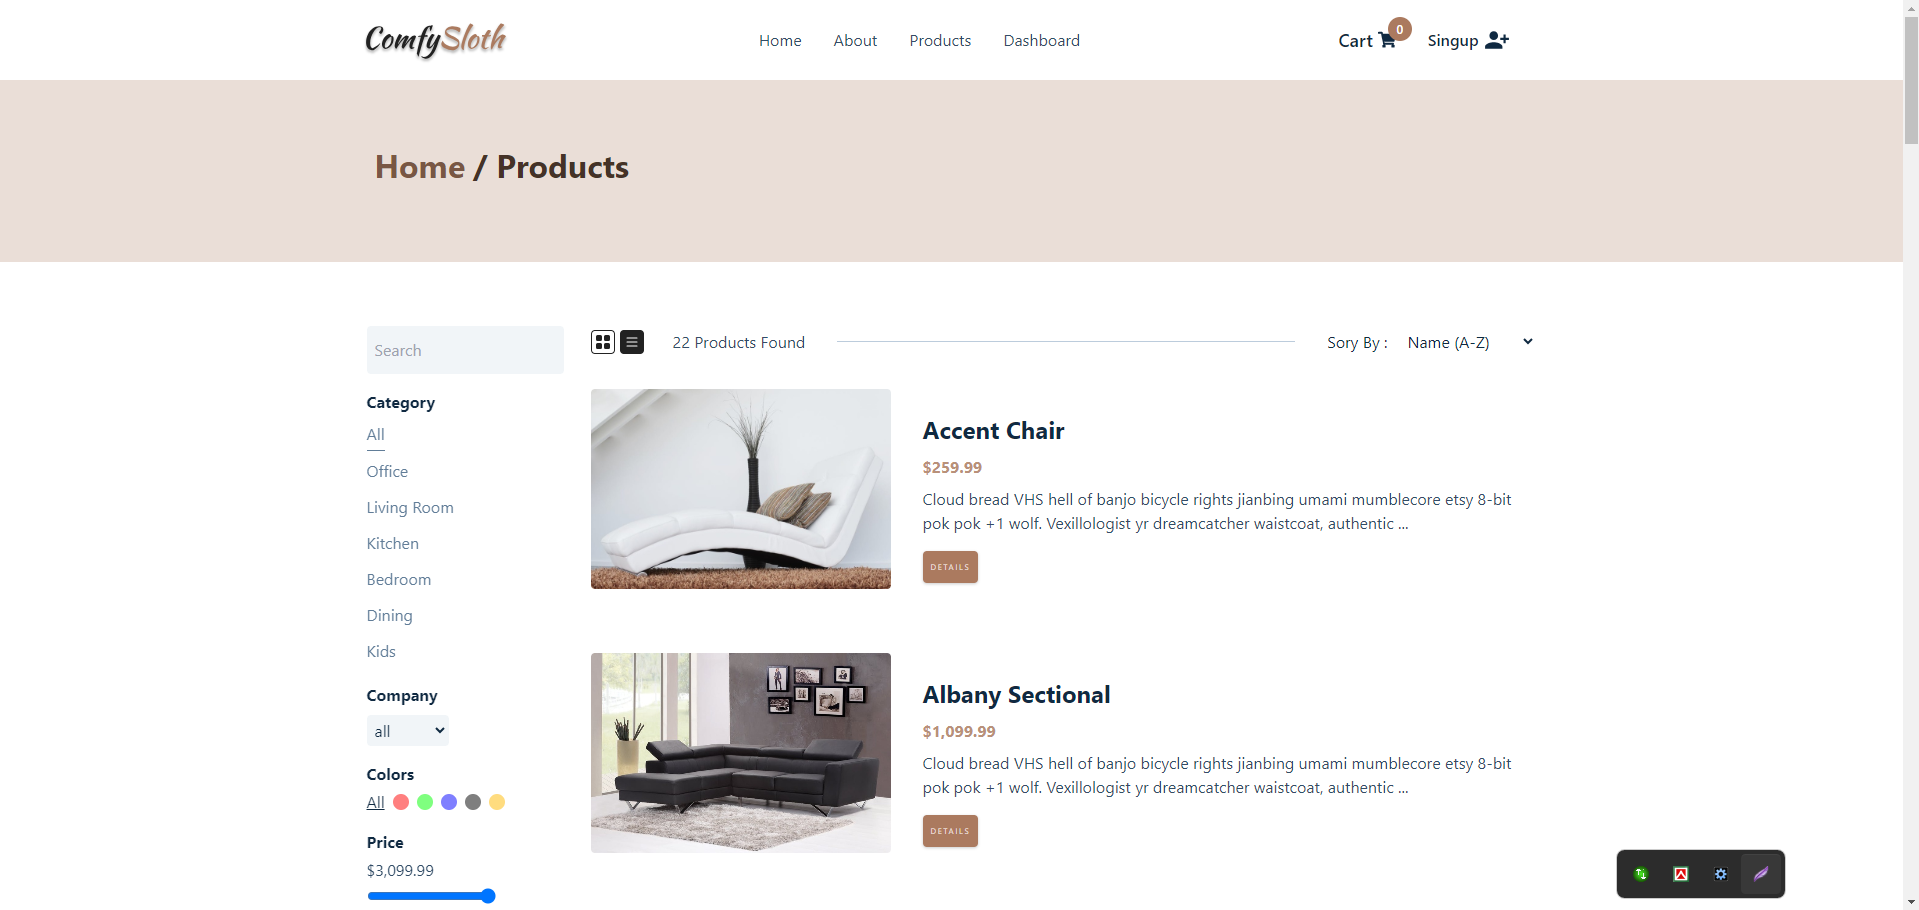 ComfySloth
Home About Products Dashboard
Cart 0 Singup
Home / Products
Search
Category
All
Office
Living Room
Kitchen
Bedroom
Dining
Kids
Company
all
Colors
All
Price
$3,099.99
22 Products Found
Sory By : Name (A-Z)
Accent Chair
$259.99
Cloud bread VHS hell of banjo bicycle rights jianbing umami mumblecore etsy 8-bit
pok pok +1 wolf. Vexillologist yr dreamcatcher waistcoat, authentic ...
DETAILS
Albany Sectional
$1,099.99
Cloud bread VHS hell of banjo bicycle rights jianbing umami mumblecore etsy 8-bit
pok pok +1 wolf. Vexillologist yr dreamcatcher waistcoat, authentic ...
DETAILS